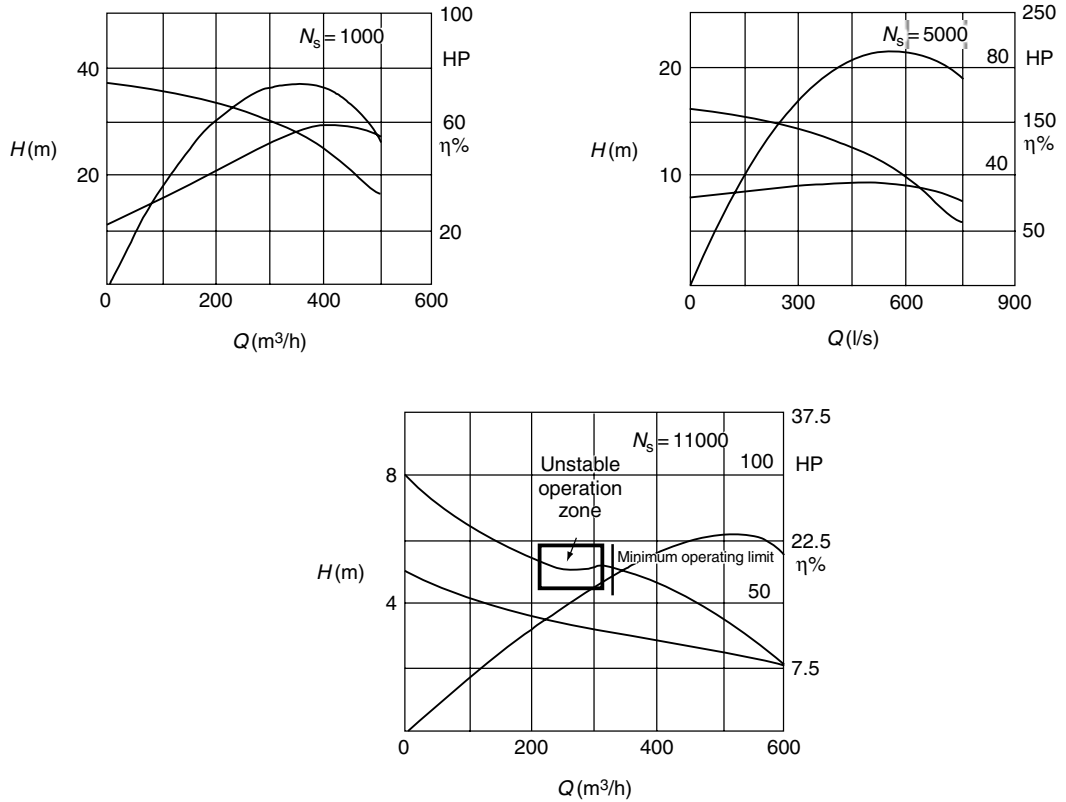 100
N_s = 1000
HP
40
60
η%
H (m)
20
20
0
200
400
600
Q (m³/h)
250
N_s = 5000
80
HP
20
150
η%
H (m)
40
10
50
0
300
600
900
Q (l/s)
37.5
N_s = 11000
100
HP
Unstable
operation
zone
8
22.5
Minimum operating limit
η%
H (m)
50
4
7.5
0
200
400
600
Q (m³/h)